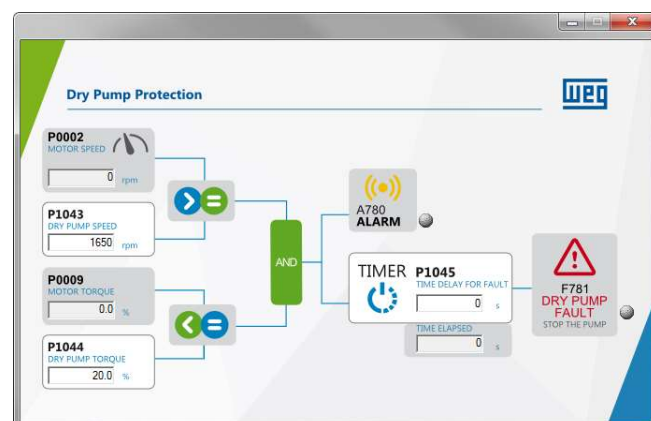 Dry Pump Protection
WEG
P0002
MOTOR SPEED
0 rpm
P1043
DRY PUMP SPEED
1650 rpm
P0009
MOTOR TORQUE
0.0 %
P1044
DRY PUMP TORQUE
20.0 %
AND
A780
ALARM
TIMER P1045
TIME DELAY FOR FAULT
0 s
TIME ELAPSED
0 s
F781
DRY PUMP
FAULT
STOP THE PUMP